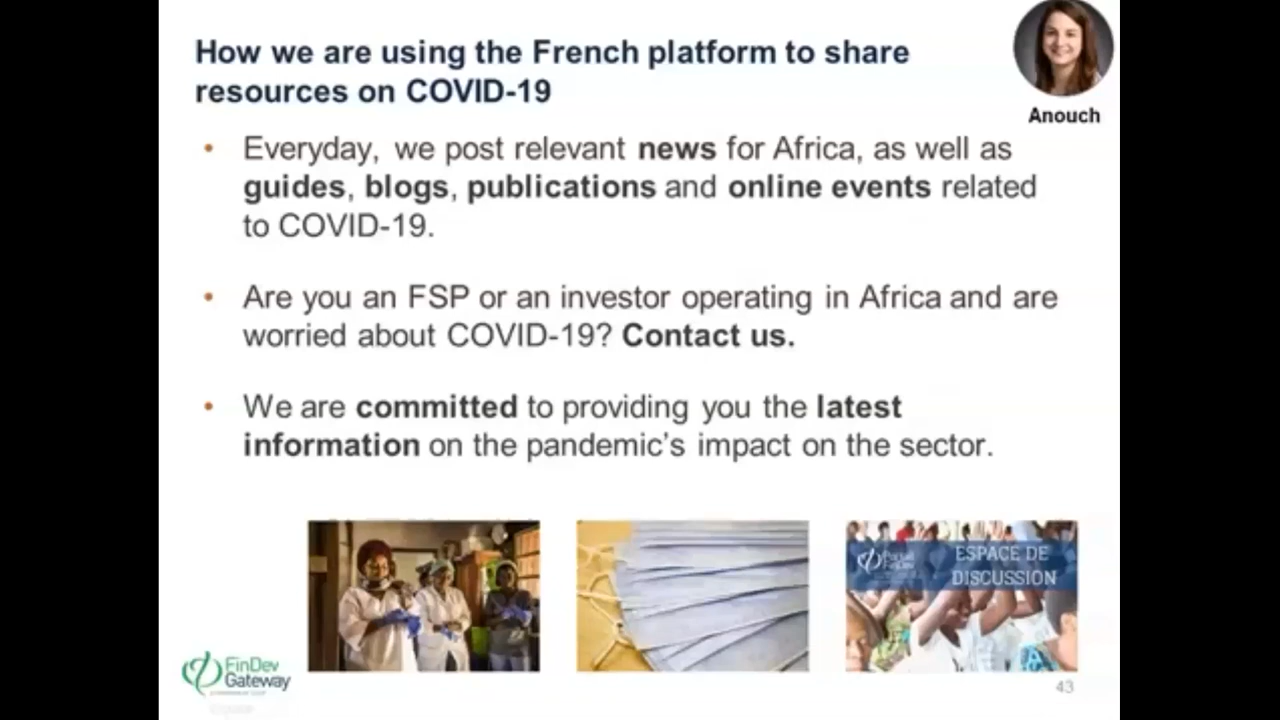 How we are using the French platform to share
resources on COVID-19
Anouch
• Everyday, we post relevant news for Africa, as well as
guides, blogs, publications and online events related
to COVID-19.
• Are you an FSP or an investor operating in Africa and are
worried about COVID-19? Contact us.
• We are committed to providing you the latest
information on the pandemic's impact on the sector.
Portail
FinDev
ESPACE DE
DISCUSSION
FinDev
Gateway
43